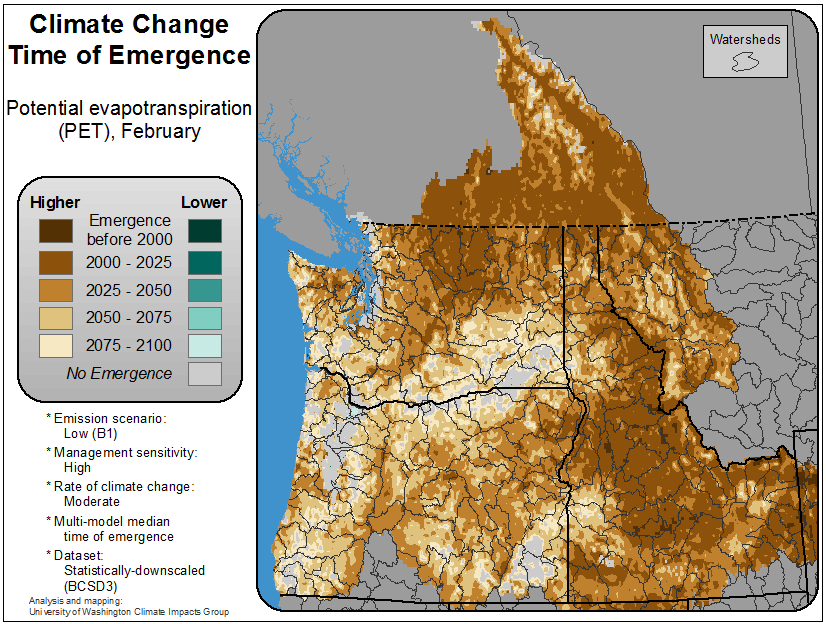 Climate Change
Time of Emergence
Potential evapotranspiration
(PET), February
Higher
Lower
Emergence
before 2000
2000 - 2025
2025 - 2050
2050 - 2075
2075 - 2100
No Emergence
* Emission scenario:
Low (B1)
* Management sensitivity:
High
* Rate of climate change:
Moderate
* Multi-model median
time of emergence
* Dataset:
Statistically-downscaled
(BCSD3)
Analysis and mapping:
University of Washington Climate Impacts Group
Watersheds